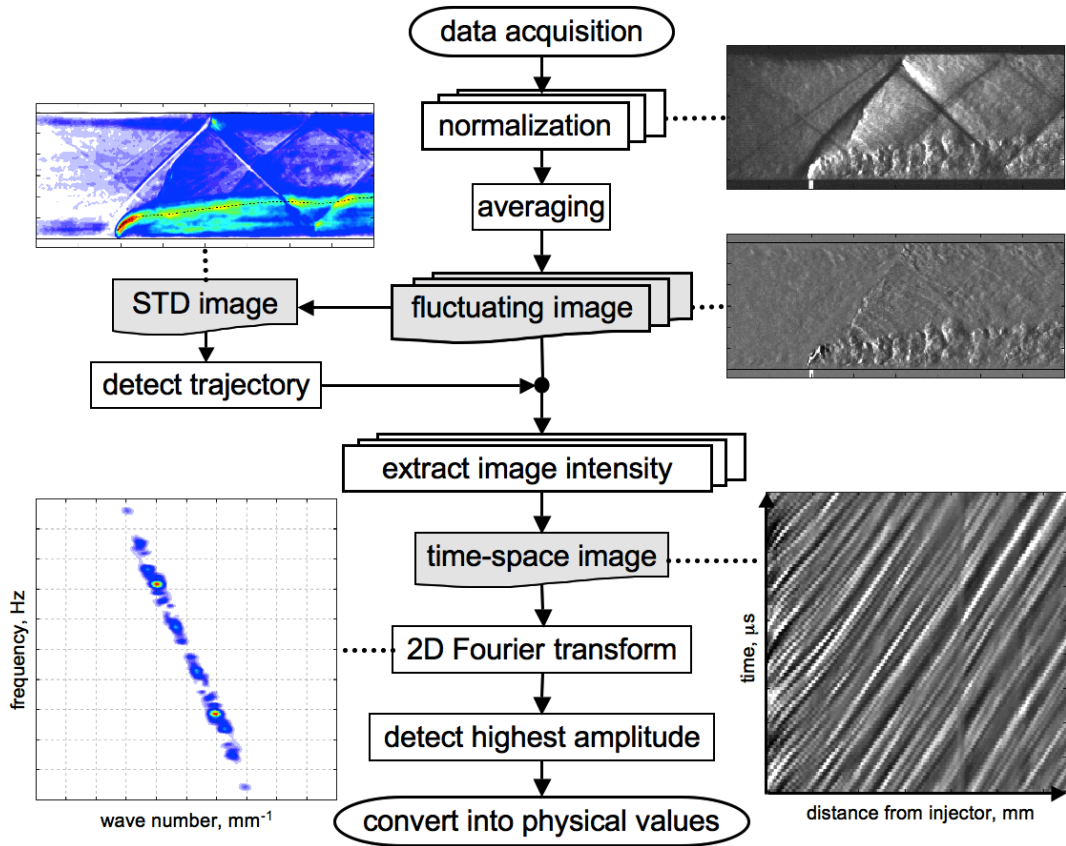 data acquisition
normalization
averaging
STD image
fluctuating image
detect trajectory
extract image intensity
time-space image
frequency, Hz
2D Fourier transform
time, μs
detect highest amplitude
wave number, mm⁻¹
convert into physical values
distance from injector, mm